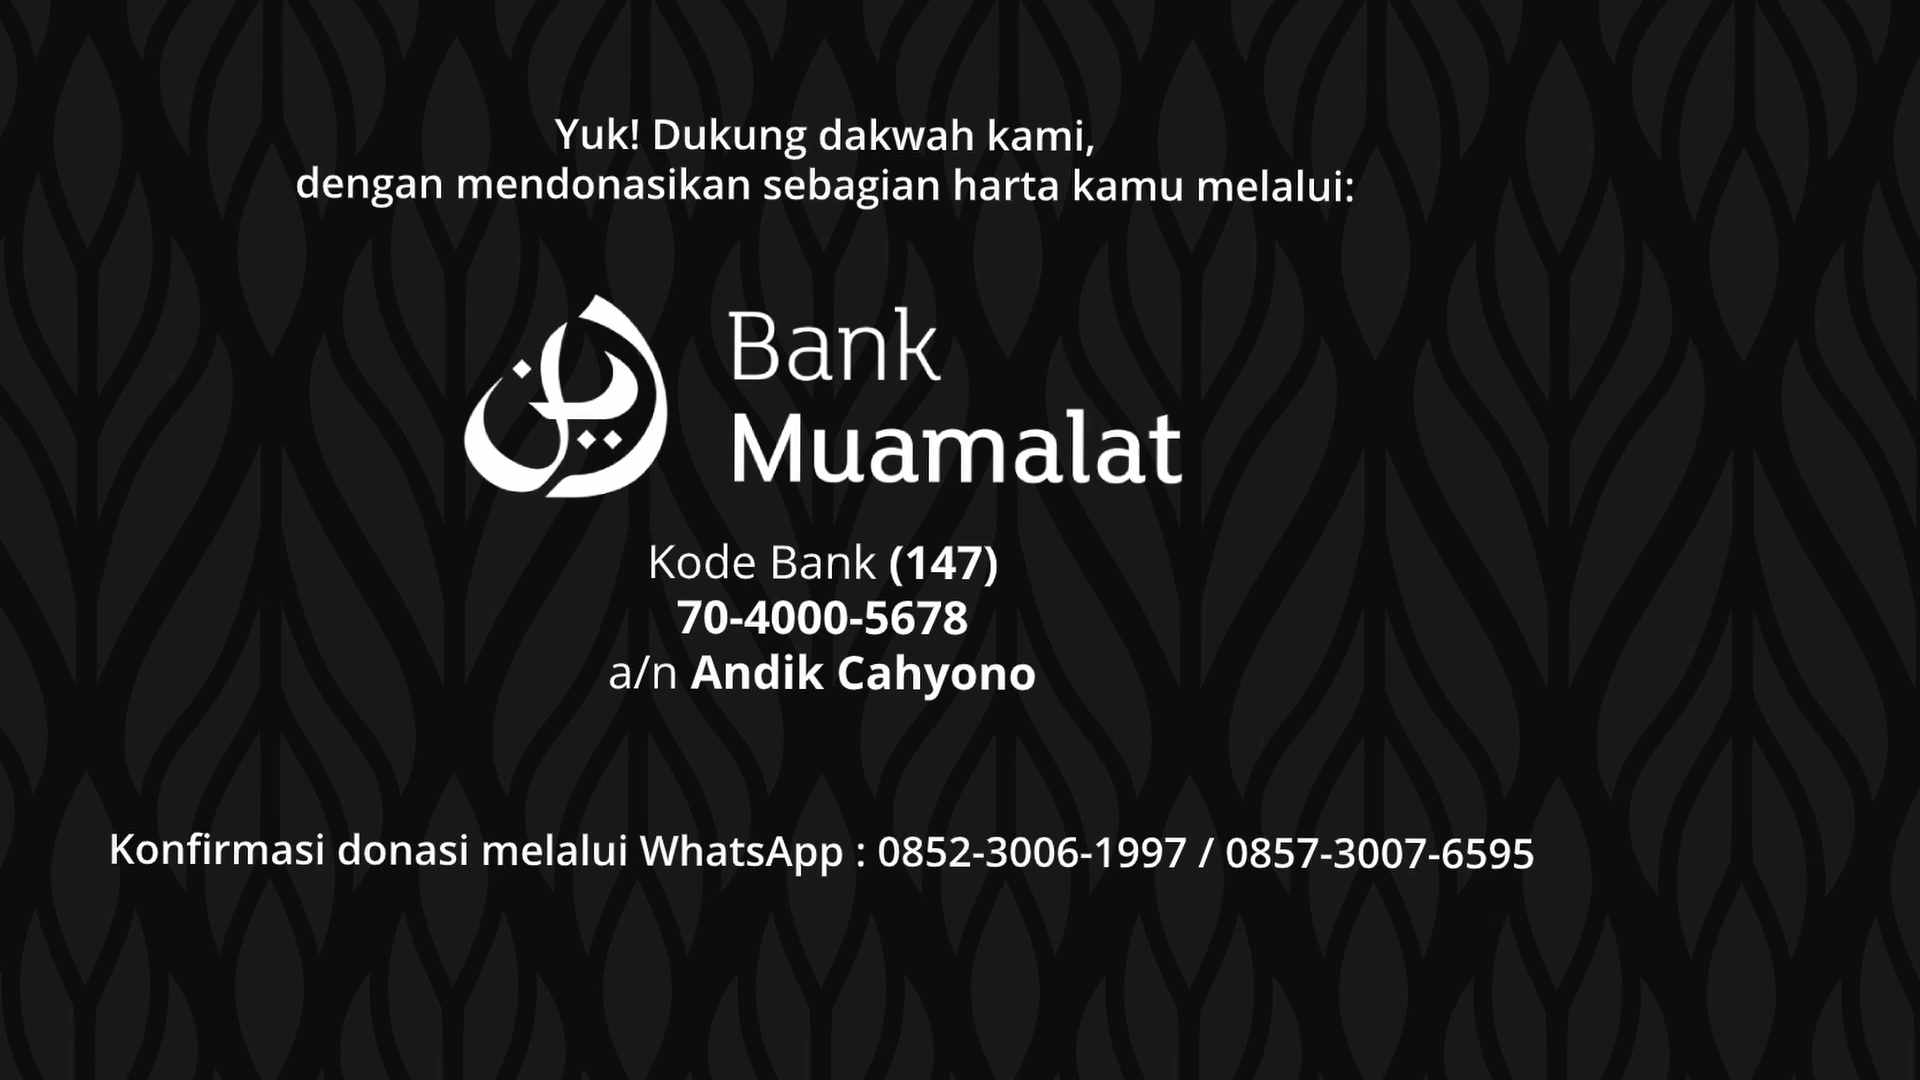 Yuk! Dukung dakwah kami,
dengan mendonasikan sebagian harta kamu melalui:
Bank
Muamalat
Kode Bank (147)
70-4000-5678
a/n Andik Cahyono
Konfirmasi donasi melalui WhatsApp : 0852-3006-1997 / 0857-3007-6595